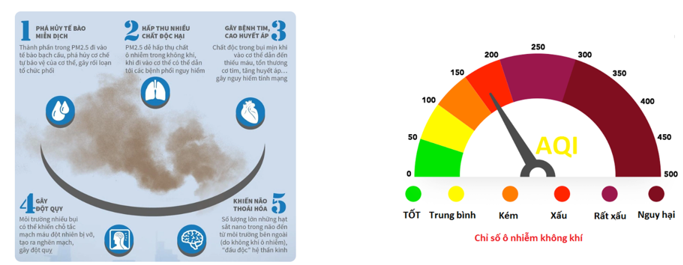 1 PHÁ HỦY TẾ BÀO
MIỄN DỊCH
Thành phần trong PM2.5 đi vào
tế bào bạch cầu, phá hủy cơ chế
tự bảo vệ của cơ thể, gây rối loạn
tổ chức phổi
2 HẤP THU NHIỀU
CHẤT ĐỘC HẠI
PM2.5 dễ hấp thụ chất
ô nhiễm trong không khí,
khi đi vào cơ thể có thể dẫn
tới các bệnh phổi nguy hiểm
GÂY BỆNH TIM, 3
CAO HUYẾT ÁP
Chất độc trong bụi mịn khi
vào cơ thể dẫn đến
thiếu máu, tổn thương
cơ tim, tăng huyết áp...
gây nguy hiểm tính mạng
4 GÂY
ĐỘT QUỴ
Môi trường nhiều bụi
có thể khiến chỗ tắc
mạch máu đột nhiên bị vỡ,
tạo ra nghẽn mạch,
gây đột quỵ
KHIẾN NÃO 5
THOÁI HÓA
Số lượng lớn những hạt
sắt nano trong não đến
từ môi trường bên ngoài
(do không khí ô nhiễm),
"đầu độc" hệ thần kinh
0
50
100
150
200
250
300
350
400
450
500
AQI
TỐT
Trung bình
Kém
Xấu
Rất xấu
Nguy hại
Chỉ số ô nhiễm không khí